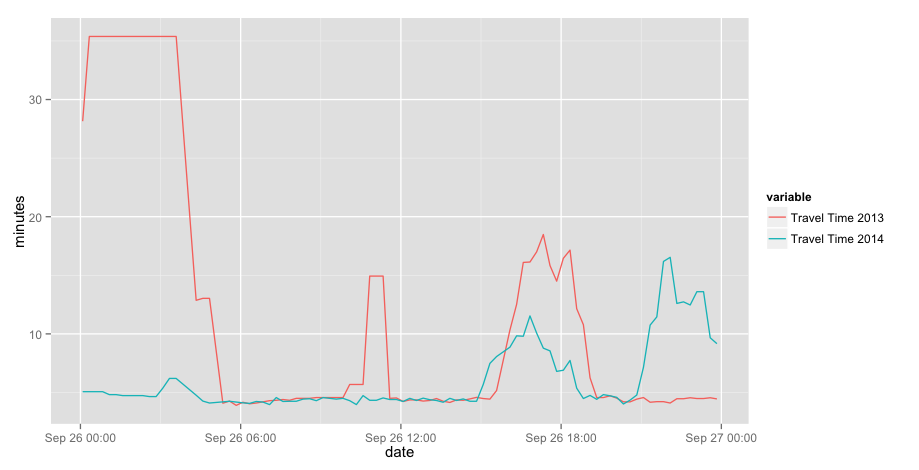 minutes
30
20
10
Sep 26 00:00
Sep 26 06:00
Sep 26 12:00
Sep 26 18:00
Sep 27 00:00
date
variable
Travel Time 2013
Travel Time 2014